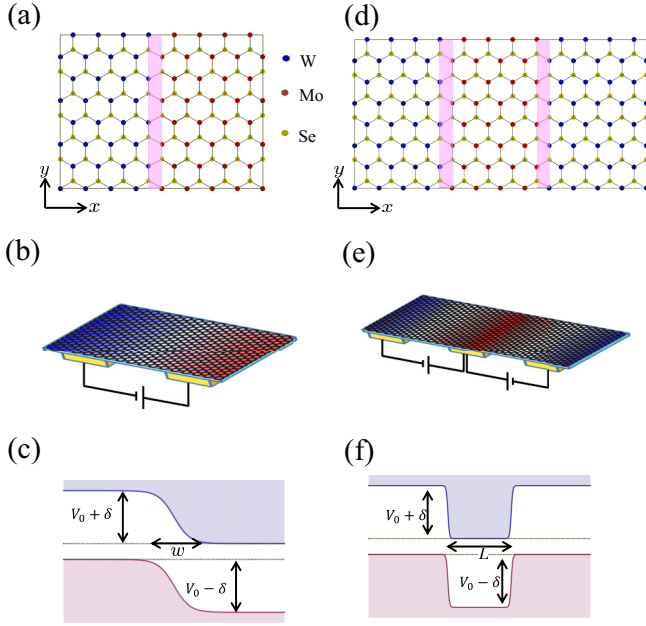 (a)
(d)
W
Mo
Se
y
x
y
x
(b)
(e)
(c)
(f)
V₀ + δ
w
V₀ − δ
V₀ + δ
L
V₀ − δ